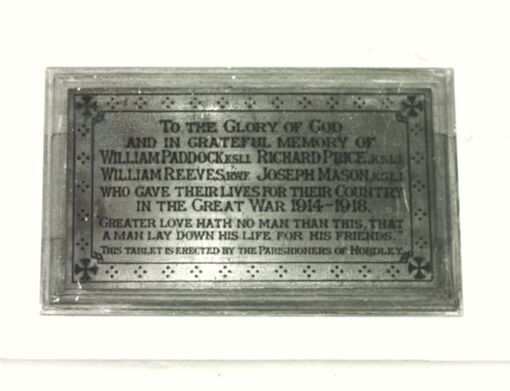 TO THE GLORY OF GOD
AND IN GRATEFUL MEMORY OF
WILLIAM PADDOCK, K.S.L.I. RICHARD PRICE, K.S.L.I.
WILLIAM REEVES, R.W.F. JOSEPH MASON, K.S.L.I.
WHO GAVE THEIR LIVES FOR THEIR COUNTRY
IN THE GREAT WAR 1914-1918.
"GREATER LOVE HATH NO MAN THAN THIS, THAT
A MAN LAY DOWN HIS LIFE FOR HIS FRIENDS."
THIS TABLET IS ERECTED BY THE PARISHIONERS OF HORDLEY.